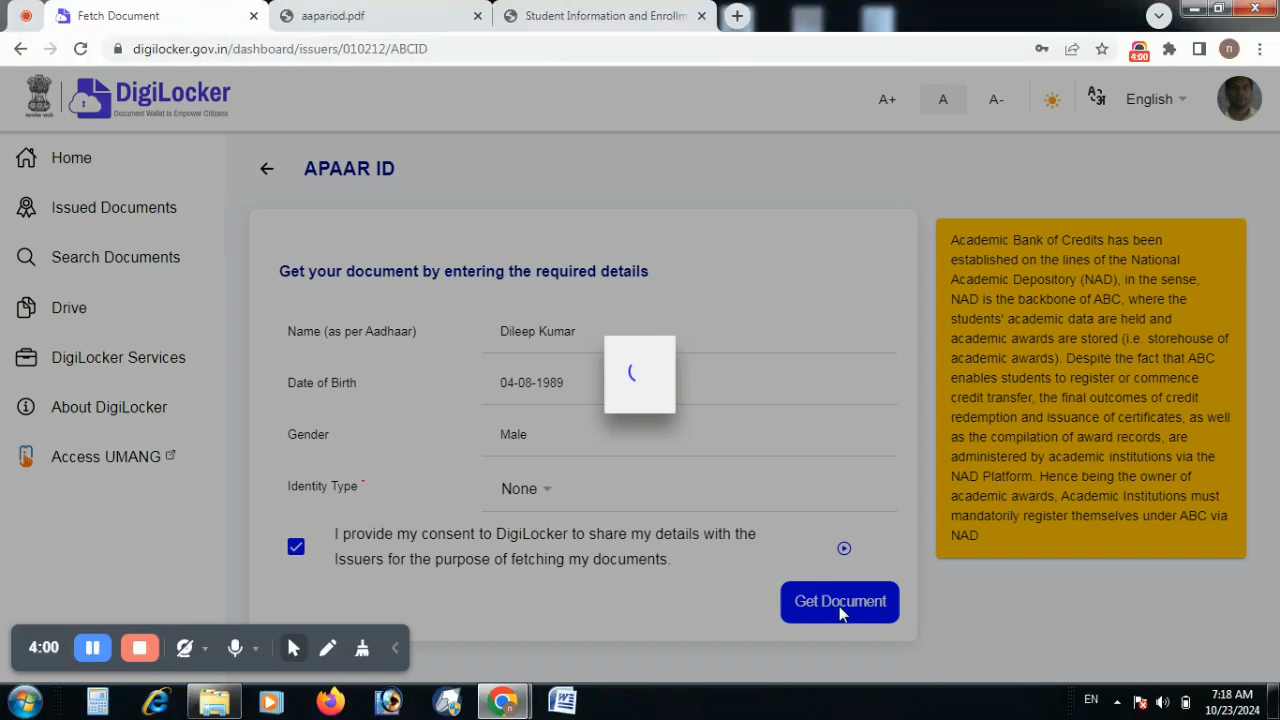 Fetch Document
aapariod.pdf
Student Information and Enrollm
digilocker.gov.in/dashboard/issuers/010212/ABCID
4:00
n
DigiLocker
Document Wallet to Empower Citizens
A+
A
A-
English
Home
Issued Documents
Search Documents
Drive
DigiLocker Services
About DigiLocker
Access UMANG
APAAR ID
Get your document by entering the required details
Name (as per Aadhaar) Dileep Kumar
Date of Birth 04-08-1989
Gender Male
Identity Type * None
I provide my consent to DigiLocker to share my details with the
Issuers for the purpose of fetching my documents.
Get Document
Academic Bank of Credits has been
established on the lines of the National
Academic Depository (NAD), in the sense,
NAD is the backbone of ABC, where the
students' academic data are held and
academic awards are stored (i.e. storehouse of
academic awards). Despite the fact that ABC
enables students to register or commence
credit transfer, the final outcomes of credit
redemption and issuance of certificates, as well
as the compilation of award records, are
administered by academic institutions via the
NAD Platform. Hence being the owner of
academic awards, Academic Institutions must
mandatorily register themselves under ABC via
NAD
4:00
EN
7:18 AM
10/23/2024